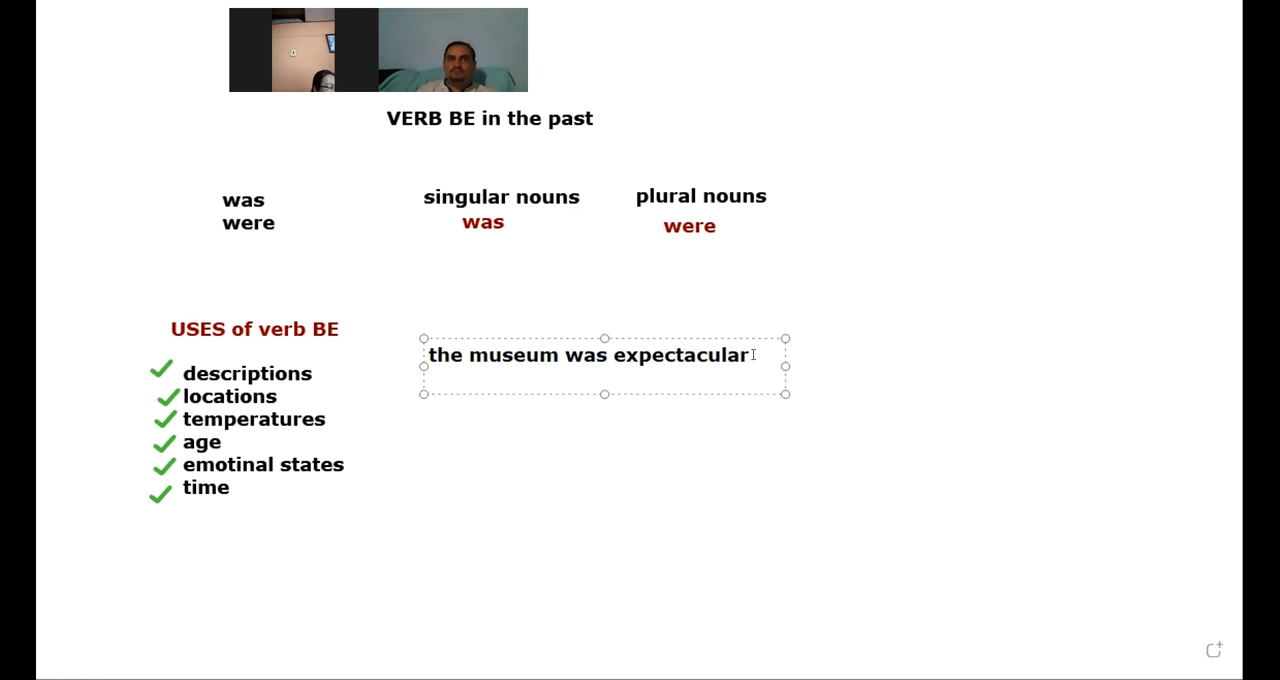 VERB BE in the past
was
were
singular nouns
was
plural nouns
were
USES of verb BE
descriptions
locations
temperatures
age
emotinal states
time
the museum was expectacular